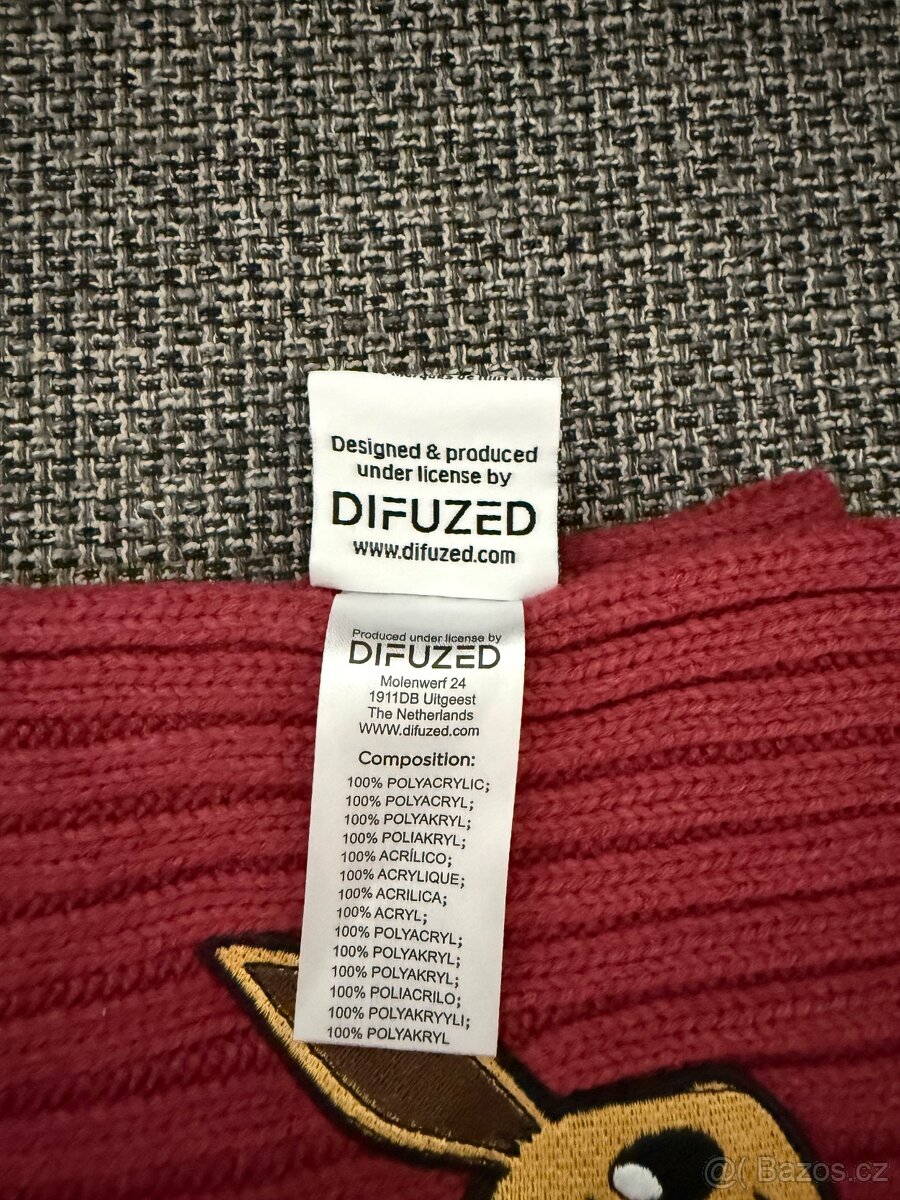 Designed & produced
under license by
DIFUZED
www.difuzed.com
Produced under license by
DIFUZED
Molenwerf 24
1911DB Uitgeest
The Netherlands
WWW.difuzed.com
Composition:
100% POLYACRYLIC;
100% POLYACRYL;
100% POLYAKRYL;
100% POLIAKRYL;
100% ACRÍLICO;
100% ACRYLIQUE;
100% ACRILICA;
100% ACRYL;
100% POLYACRYL;
100% POLYAKRYL;
100% POLYAKRYL;
100% POLIACRILO;
100% POLYAKRYYLI;
100% POLYAKRYL
@( Bazos.cz